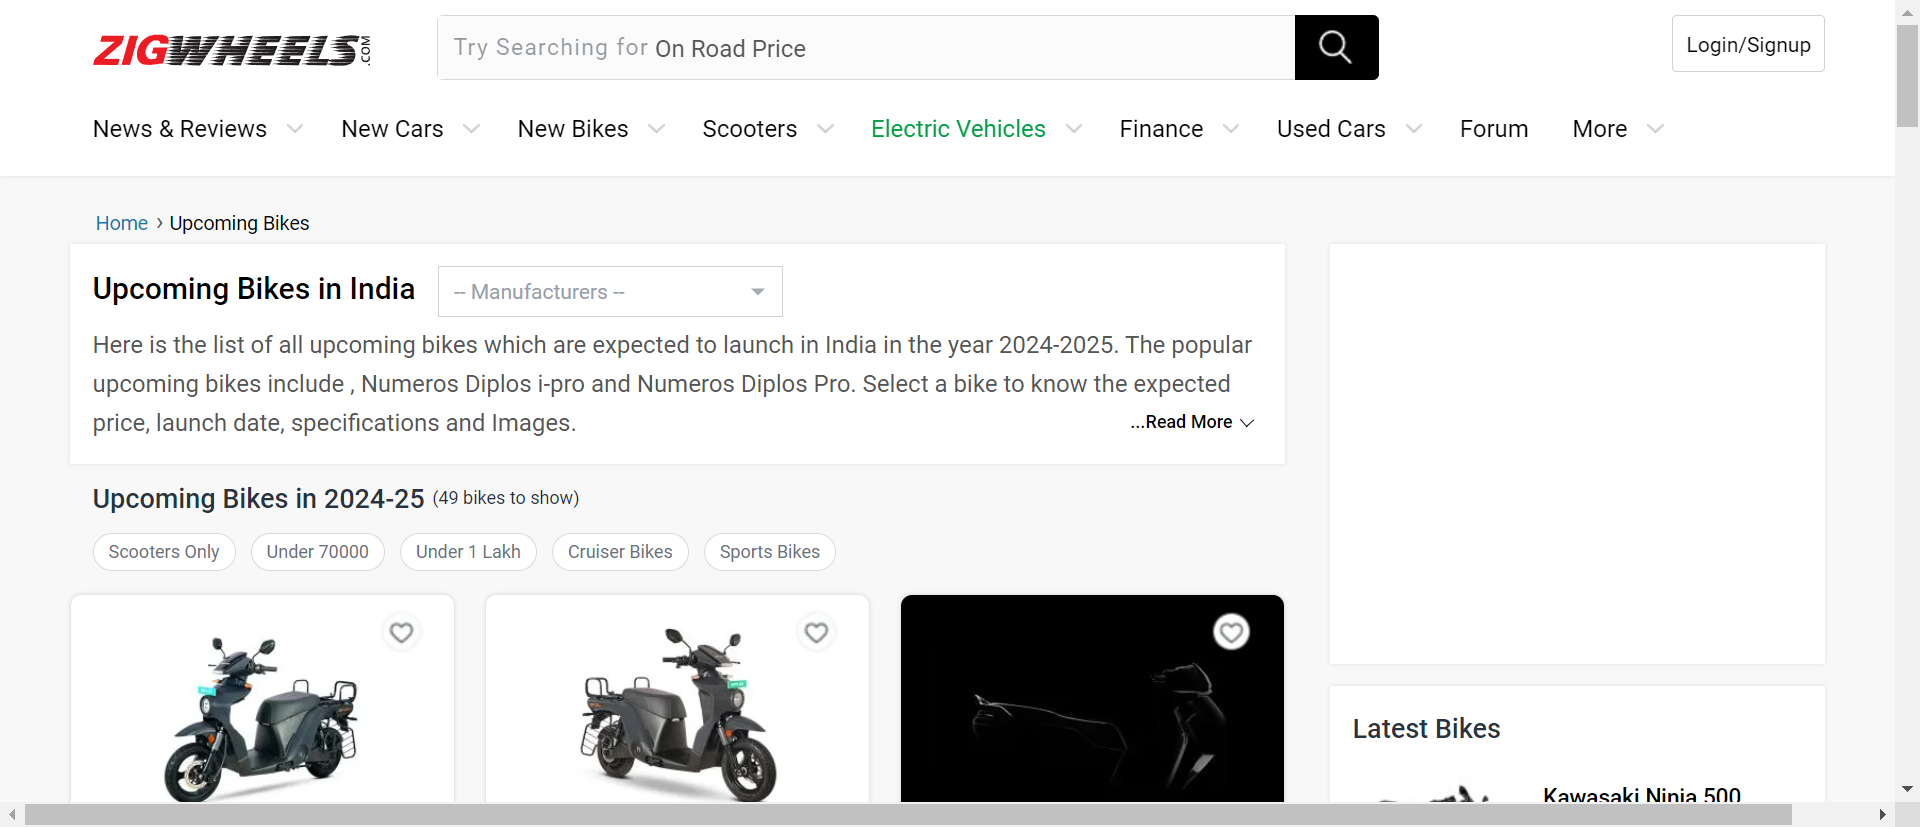 ZIGWHEELS.COM
Try Searching for On Road Price
Login/Signup
News & Reviews New Cars New Bikes Scooters Electric Vehicles Finance Used Cars Forum More
Home › Upcoming Bikes
Upcoming Bikes in India
-- Manufacturers --
Here is the list of all upcoming bikes which are expected to launch in India in the year 2024-2025. The popular
upcoming bikes include , Numeros Diplos i-pro and Numeros Diplos Pro. Select a bike to know the expected
price, launch date, specifications and Images.
...Read More
Upcoming Bikes in 2024-25 (49 bikes to show)
Scooters Only Under 70000 Under 1 Lakh Cruiser Bikes Sports Bikes
Latest Bikes
Kawasaki Ninja 500